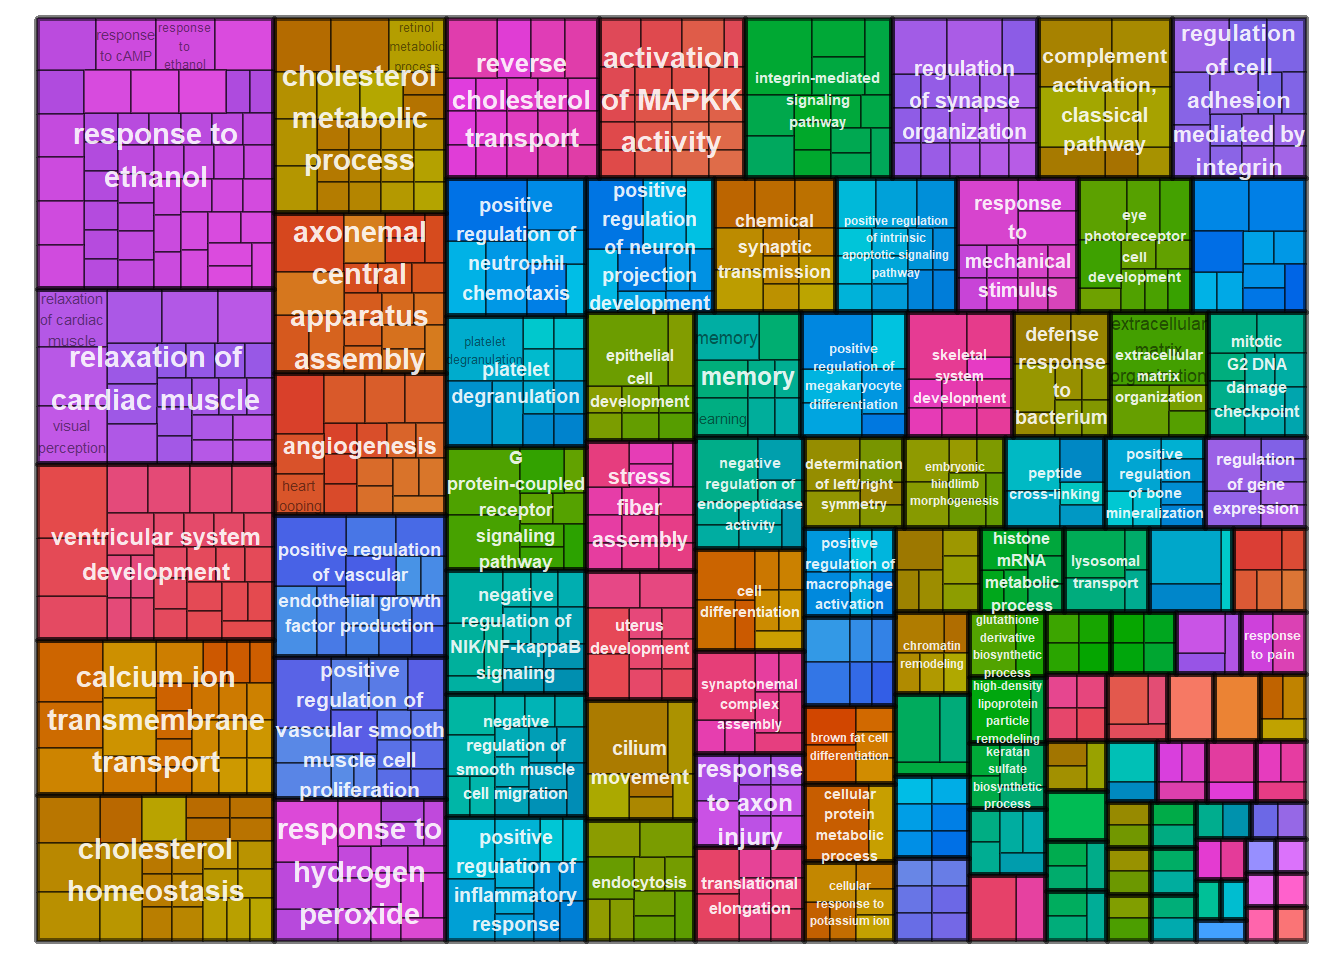 response
to cAMP
response
to
ethanol
response to
ethanol
relaxation
of cardiac
muscle
relaxation of
cardiac muscle
visual
perception
ventricular system
development
calcium ion
transmembrane
transport
cholesterol
homeostasis
retinol
metabolic
process
cholesterol
metabolic
process
axonemal
central
apparatus
assembly
angiogenesis
heart
looping
positive regulation
of vascular
endothelial growth
factor production
positive
regulation of
vascular smooth
muscle cell
proliferation
response to
hydrogen
peroxide
reverse
cholesterol
transport
activation
of MAPKK
activity
integrin-mediated
signaling
pathway
regulation
of synapse
organization
complement
activation,
classical
pathway
regulation
of cell
adhesion
mediated by
integrin
positive
regulation of
neutrophil
chemotaxis
positive
regulation
of neuron
projection
development
chemical
synaptic
transmission
positive regulation
of intrinsic
apoptotic signaling
pathway
response
to
mechanical
stimulus
eye
photoreceptor
cell
development
platelet
degranulation
platelet
degranulation
epithelial
cell
development
memory
memory
learning
positive
regulation of
megakaryocyte
differentiation
skeletal
system
development
defense
response
to
bacterium
extracellular
matrix
organization
extracellular
matrix
organization
mitotic
G2 DNA
damage
checkpoint
G
protein-coupled
receptor
signaling
pathway
stress
fiber
assembly
negative
regulation of
endopeptidase
activity
determination
of left/right
symmetry
embryonic
hindlimb
morphogenesis
peptide
cross-linking
positive
regulation
of bone
mineralization
regulation
of gene
expression
negative
regulation of
NIK/NF-kappaB
signaling
uterus
development
cell
differentiation
positive
regulation of
macrophage
activation
histone
mRNA
metabolic
process
lysosomal
transport
chromatin
remodeling
glutathione
derivative
biosynthetic
process
response
to pain
negative
regulation of
smooth muscle
cell migration
cilium
movement
synaptonemal
complex
assembly
brown fat cell
differentiation
high-density
lipoprotein
particle
remodeling
keratan
sulfate
biosynthetic
process
response
to axon
injury
cellular
protein
metabolic
process
positive
regulation of
inflammatory
response
endocytosis
translational
elongation
cellular
response to
potassium ion